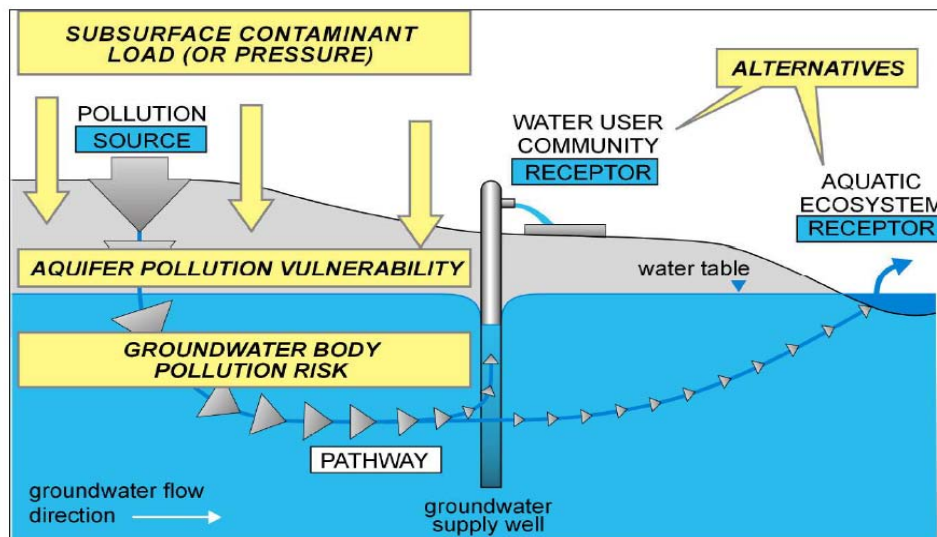 SUBSURFACE CONTAMINANT
LOAD (OR PRESSURE)
ALTERNATIVES
POLLUTION
SOURCE
WATER USER
COMMUNITY
RECEPTOR
AQUATIC
ECOSYSTEM
RECEPTOR
AQUIFER POLLUTION VULNERABILITY
water table
GROUNDWATER BODY
POLLUTION RISK
PATHWAY
groundwater flow
direction
groundwater
supply well